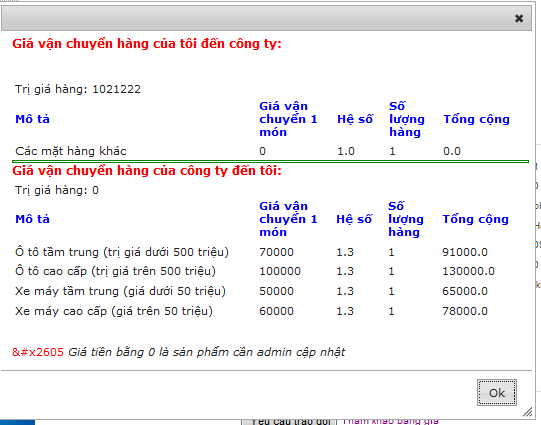 Giá vận chuyển hàng của tôi đến công ty:
Trị giá hàng: 1021222
Mô tả Giá vận chuyển 1 món Hệ số Số lượng hàng Tổng cộng
Các mặt hàng khác 0 1.0 1 0.0
Giá vận chuyển hàng của công ty đến tôi:
Trị giá hàng: 0
Mô tả Giá vận chuyển 1 món Hệ số Số lượng hàng Tổng cộng
Ô tô tầm trung (trị giá dưới 500 triệu) 70000 1.3 1 91000.0
Ô tô cao cấp (trị giá trên 500 triệu) 100000 1.3 1 130000.0
Xe máy tầm trung (giá dưới 50 triệu) 50000 1.3 1 65000.0
Xe máy cao cấp (giá trên 50 triệu) 60000 1.3 1 78000.0
&#x2605 Giá tiền bằng 0 là sản phẩm cần admin cập nhật
Ok
Yêu cầu trao đổi Tham khảo bảng giá